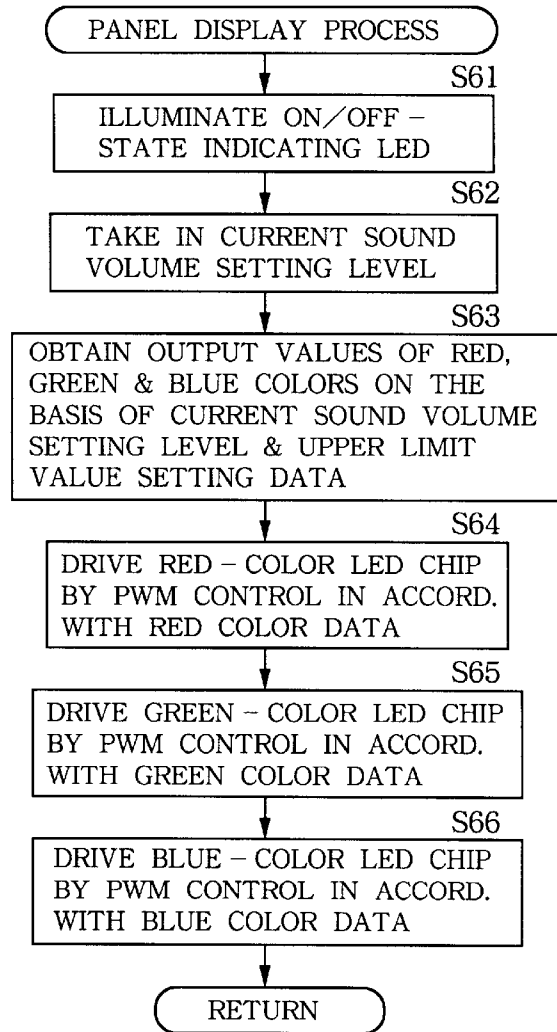 PANEL DISPLAY PROCESS
S61
ILLUMINATE ON/OFF –
STATE INDICATING LED
S62
TAKE IN CURRENT SOUND
VOLUME SETTING LEVEL
S63
OBTAIN OUTPUT VALUES OF RED,
GREEN & BLUE COLORS ON THE
BASIS OF CURRENT SOUND VOLUME
SETTING LEVEL & UPPER LIMIT
VALUE SETTING DATA
S64
DRIVE RED – COLOR LED CHIP
BY PWM CONTROL IN ACCORD.
WITH RED COLOR DATA
S65
DRIVE GREEN – COLOR LED CHIP
BY PWM CONTROL IN ACCORD.
WITH GREEN COLOR DATA
S66
DRIVE BLUE – COLOR LED CHIP
BY PWM CONTROL IN ACCORD.
WITH BLUE COLOR DATA
RETURN